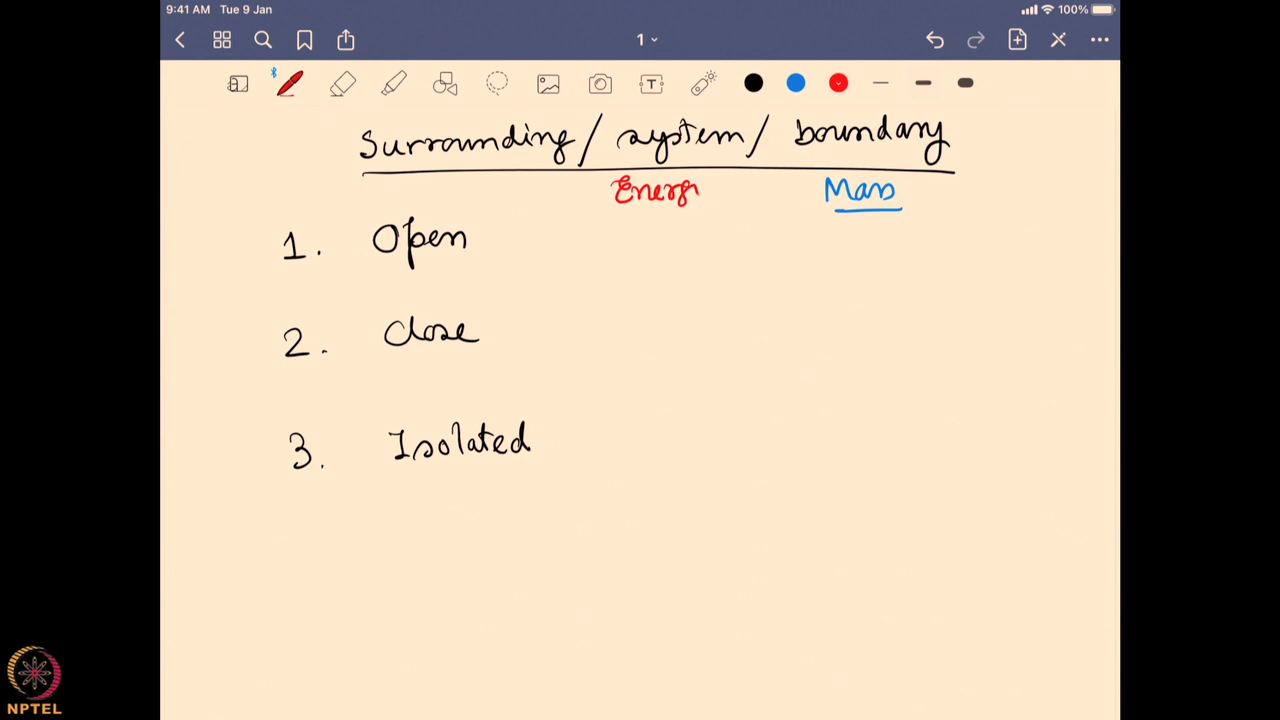 9:41 AM Tue 9 Jan 100%
1
T
Surrounding / system / boundary
Energ Mass
1. Open
2. Close
3. Isolated
NPTEL